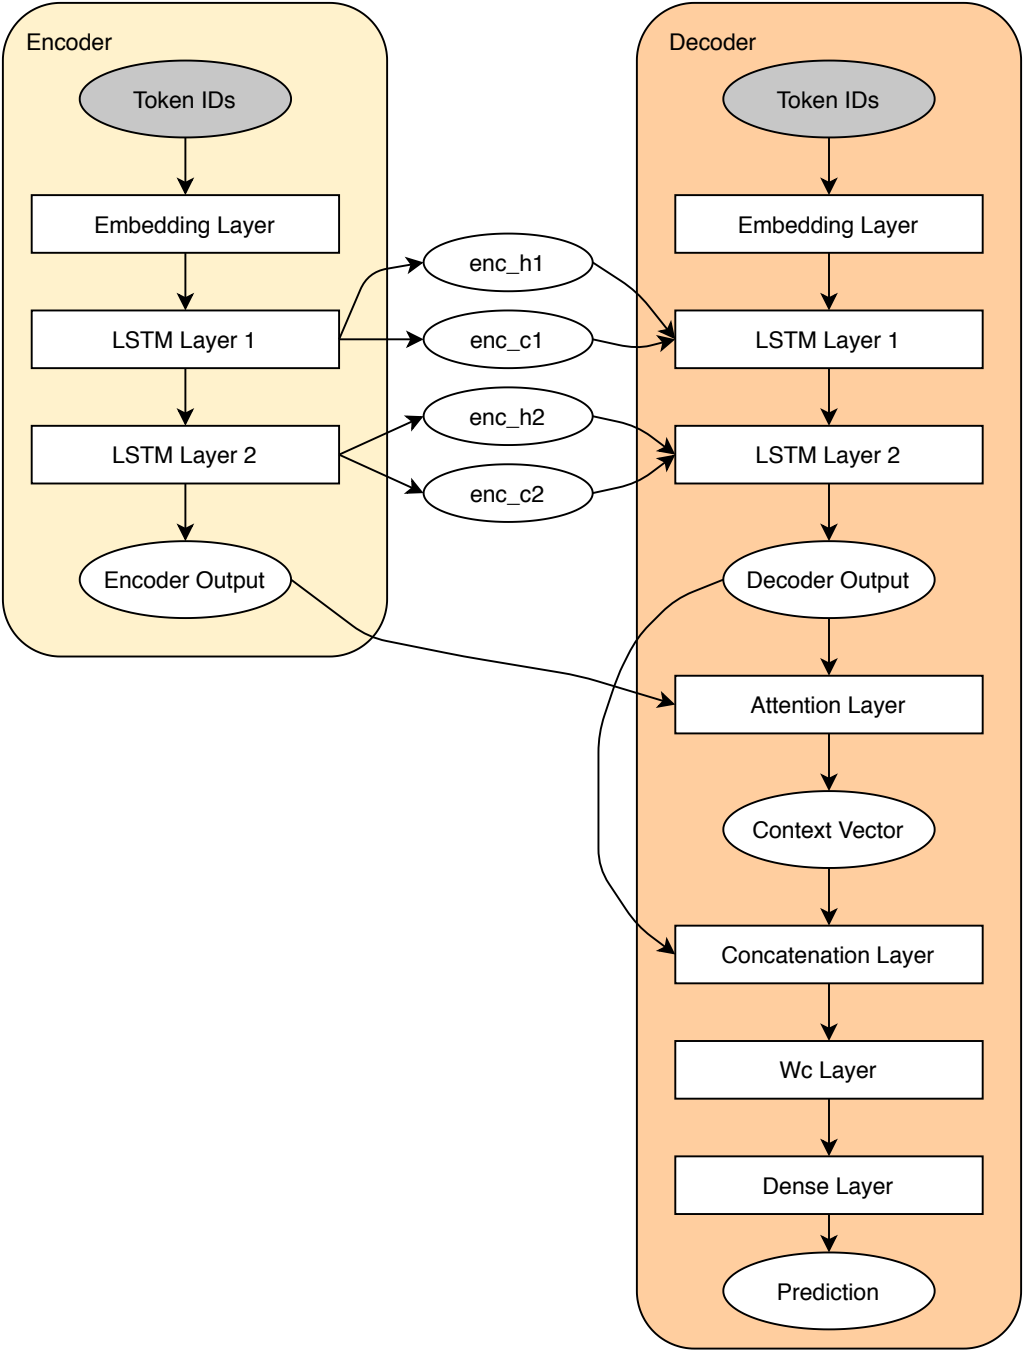 Encoder
Token IDs
Embedding Layer
LSTM Layer 1
LSTM Layer 2
Encoder Output
enc_h1
enc_c1
enc_h2
enc_c2
Decoder
Token IDs
Embedding Layer
LSTM Layer 1
LSTM Layer 2
Decoder Output
Attention Layer
Context Vector
Concatenation Layer
Wc Layer
Dense Layer
Prediction